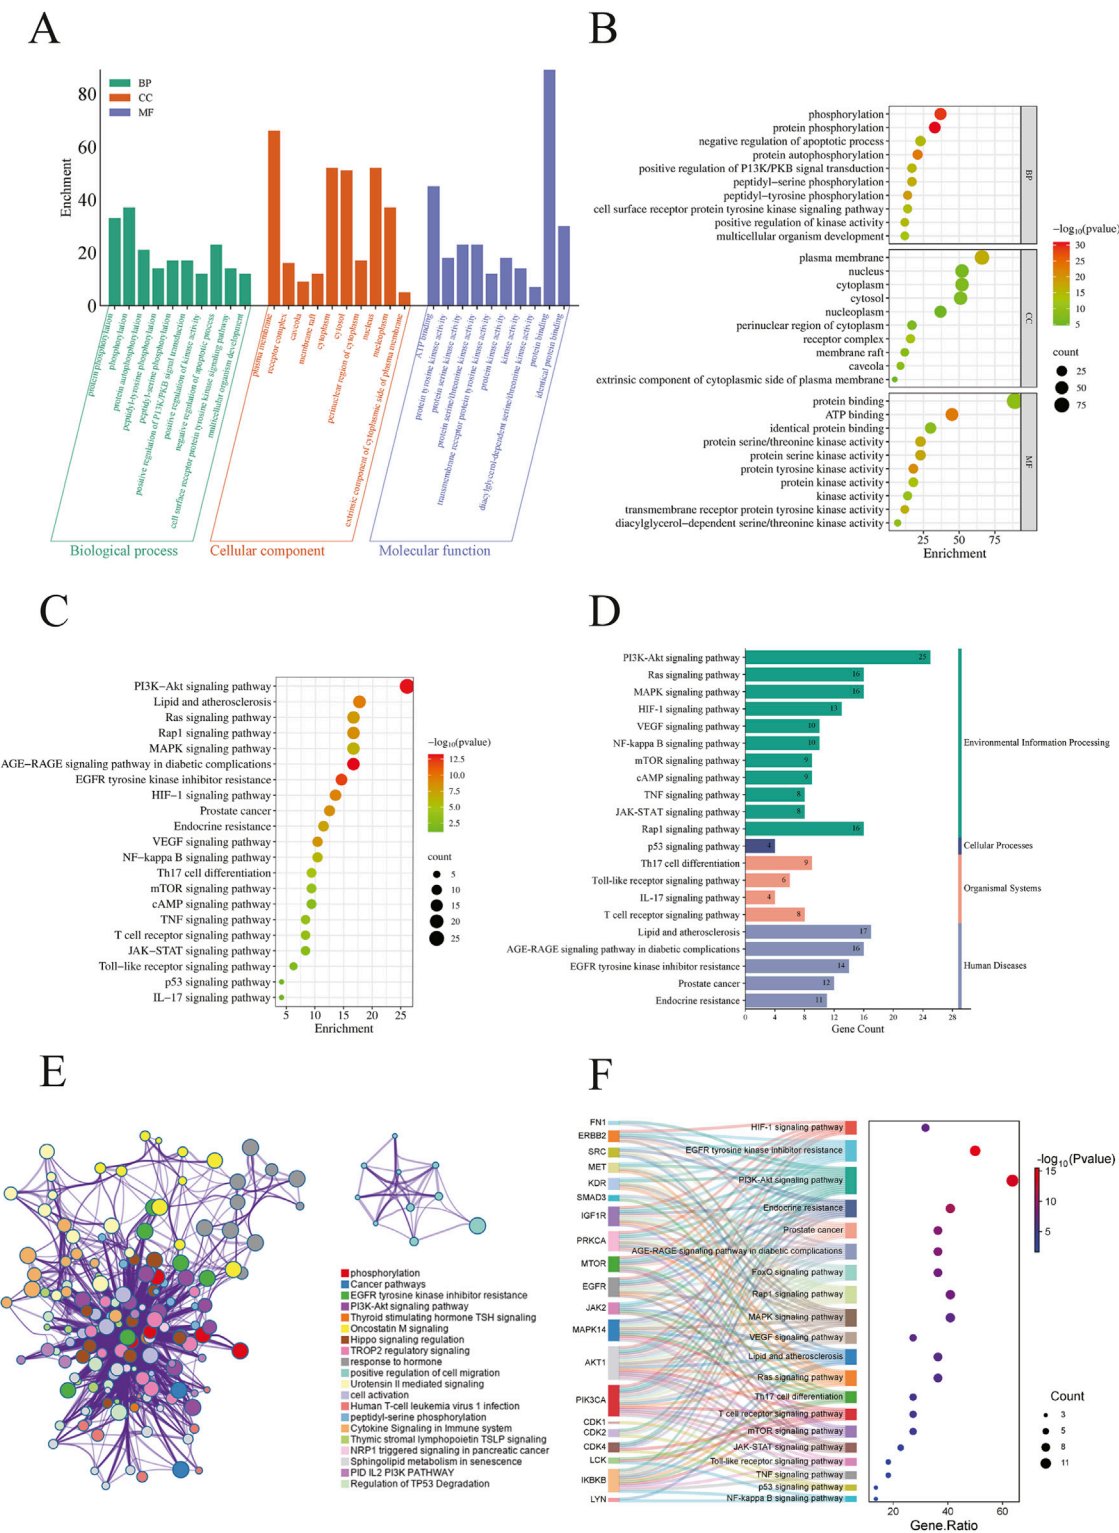 A
Enchment
80
60
40
20
0
BP
CC
MF
protein phosphorylation
phosphorylation
protein autophosphorylation
peptidyl-tyrosine phosphorylation
peptidyl-serine phosphorylation
positive regulation of P13K/PKB signal transduction
positive regulation of kinase activity
negative regulation of apoptotic process
cell surface receptor protein tyrosine kinase signaling pathway
multicellular organism development
plasma membrane
receptor complex
caveola
membrane raft
cytoplasm
cytosol
perinuclear region of cytoplasm
nucleus
nucleoplasm
extrinsic component of cytoplasmic side of plasma membrane
ATP binding
protein tyrosine kinase activity
protein serine kinase activity
protein serine/threonine kinase activity
transmembrane receptor protein tyrosine kinase activity
protein kinase activity
kinase activity
diacylglycerol-dependent serine/threonine kinase activity
protein binding
identical protein binding
Biological process
Cellular component
Molecular function
B
phosphorylation
protein phosphorylation
negative regulation of apoptotic process
protein autophosphorylation
positive regulation of P13K/PKB signal transduction
peptidyl−serine phosphorylation
peptidyl−tyrosine phosphorylation
cell surface receptor protein tyrosine kinase signaling pathway
positive regulation of kinase activity
multicellular organism development
BP
plasma membrane
nucleus
cytoplasm
cytosol
nucleoplasm
perinuclear region of cytoplasm
receptor complex
membrane raft
caveola
extrinsic component of cytoplasmic side of plasma membrane
CC
protein binding
ATP binding
identical protein binding
protein serine/threonine kinase activity
protein serine kinase activity
protein tyrosine kinase activity
protein kinase activity
kinase activity
transmembrane receptor protein tyrosine kinase activity
diacylglycerol−dependent serine/threonine kinase activity
MF
25 50 75
Enrichment
−log10(pvalue)
30
25
20
15
10
5
count
25
50
75
C
PI3K−Akt signaling pathway
Lipid and atherosclerosis
Ras signaling pathway
Rap1 signaling pathway
MAPK signaling pathway
AGE−RAGE signaling pathway in diabetic complications
EGFR tyrosine kinase inhibitor resistance
HIF−1 signaling pathway
Prostate cancer
Endocrine resistance
VEGF signaling pathway
NF−kappa B signaling pathway
Th17 cell differentiation
mTOR signaling pathway
cAMP signaling pathway
TNF signaling pathway
T cell receptor signaling pathway
JAK−STAT signaling pathway
Toll−like receptor signaling pathway
p53 signaling pathway
IL−17 signaling pathway
5 10 15 20 25
Enrichment
−log10(pvalue)
12.5
10.0
7.5
5.0
2.5
count
5
10
15
20
25
D
PI3K-Akt signaling pathway 25
Ras signaling pathway 16
MAPK signaling pathway 16
HIF-1 signaling pathway 13
VEGF signaling pathway 10
NF-kappa B signaling pathway 10
mTOR signaling pathway 9
cAMP signaling pathway 9
TNF signaling pathway 8
JAK-STAT signaling pathway 8
Rap1 signaling pathway 16
p53 signaling pathway 4
Th17 cell differentiation 9
Toll-like receptor signaling pathway 6
IL-17 signaling pathway 4
T cell receptor signaling pathway 8
Lipid and atherosclerosis 17
AGE-RAGE signaling pathway in diabetic complications 16
EGFR tyrosine kinase inhibitor resistance 14
Prostate cancer 12
Endocrine resistance 11
0 4 8 12 16 20 24 28
Gene Count
Environmental Information Processing
Cellular Processes
Organismal Systems
Human Diseases
E
phosphorylation
Cancer pathways
EGFR tyrosine kinase inhibitor resistance
PI3K-Akt signaling pathway
Thyroid stimulating hormone TSH signaling
Oncostatin M signaling
Hippo signaling regulation
TROP2 regulatory signaling
response to hormone
positive regulation of cell migration
Urotensin II mediated signaling
cell activation
Human T-cell leukemia virus 1 infection
peptidyl-serine phosphorylation
Cytokine Signaling in Immune system
Thymic stromal lymphopoietin TSLP signaling
NRP1 triggered signaling in pancreatic cancer
Sphingolipid metabolism in senescence
PID IL2 PI3K PATHWAY
Regulation of TP53 Degradation
F
FN1
ERBB2
SRC
MET
KDR
SMAD3
IGF1R
PRKCA
MTOR
EGFR
JAK2
MAPK14
AKT1
PIK3CA
CDK1
CDK2
CDK4
LCK
IKBKB
LYN
HIF-1 signaling pathway
EGFR tyrosine kinase inhibitor resistance
PI3K-Akt signaling pathway
Endocrine resistance
Prostate cancer
AGE-RAGE signaling pathway in diabetic complications
FoxO signaling pathway
Rap1 signaling pathway
MAPK signaling pathway
VEGF signaling pathway
Lipid and atherosclerosis
Ras signaling pathway
Th17 cell differentiation
T cell receptor signaling pathway
mTOR signaling pathway
JAK-STAT signaling pathway
Toll-like receptor signaling pathway
TNF signaling pathway
p53 signaling pathway
NF-kappa B signaling pathway
20 40 60
Gene.Ratio
-log10(Pvalue)
15
10
5
Count
3
5
8
11